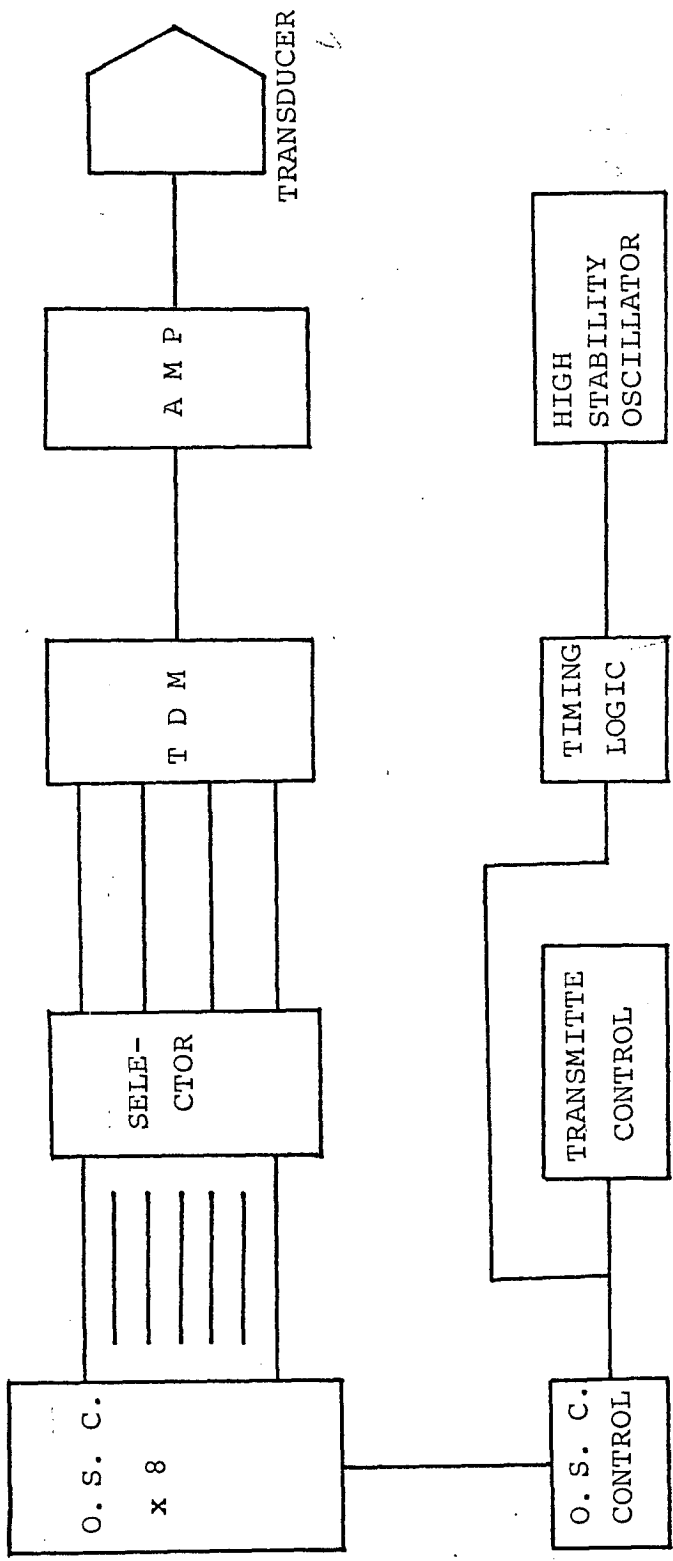 O. S. C.
x 8
SELE-
CTOR
T D M
A M P
TRANSDUCER
O. S. C.
CONTROL
TRANSMITTE
CONTROL
TIMING
LOGIC
HIGH
STABILITY
OSCILLATOR